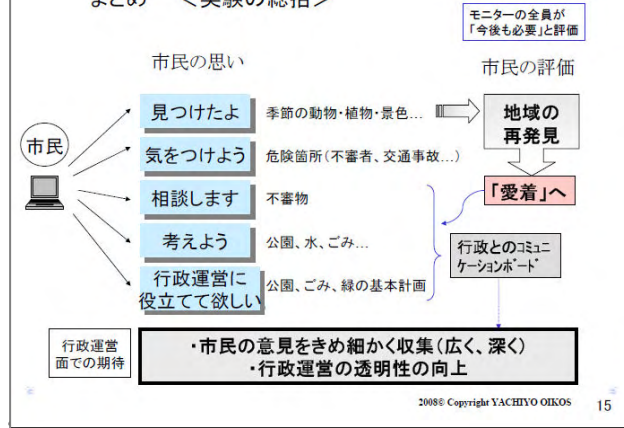 まとめ <実験の総括>
モニターの全員が
「今後も必要」と評価
市民の思い
市民の評価
市民
見つけたよ
季節の動物・植物・景色…
地域の
再発見
気をつけよう
危険箇所(不審者、交通事故…)
相談します
不審物
「愛着」へ
考えよう
公園、水、ごみ…
行政とのコミュニ
ケーションボード
行政運営に
役立てて欲しい
公園、ごみ、緑の基本計画
行政運営
面での期待
・市民の意見をきめ細かく収集(広く、深く)
・行政運営の透明性の向上
2008© Copyright YACHIYO OIKOS
15